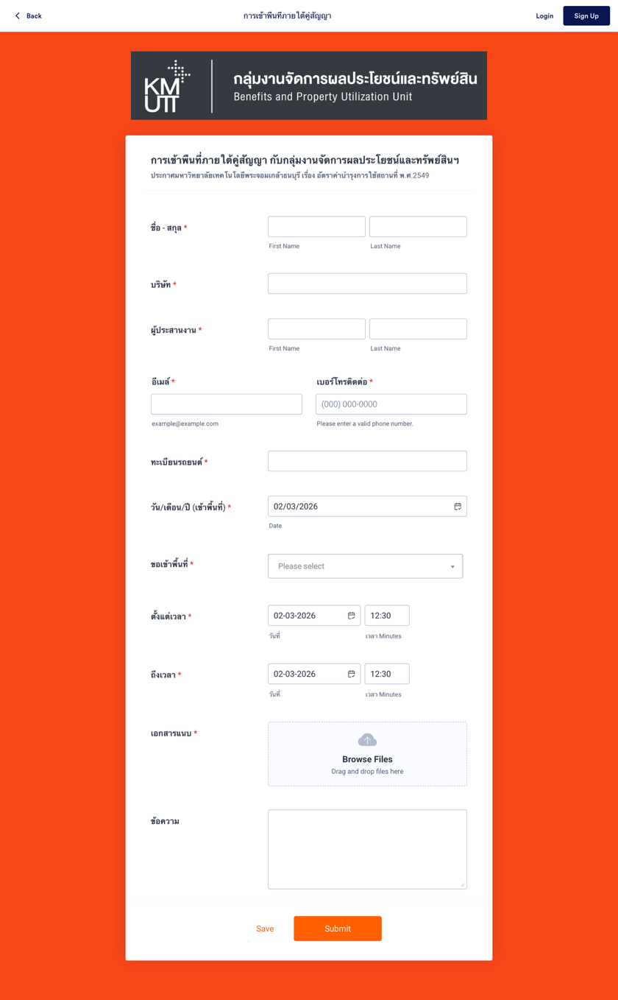 Back
การเข้าพืนทีภายใต้คู่สัญญา
Login
Sign Up
KM
UTT
กลุ่มงานจัดการผลประโยชน์และทรัพย์สิน
Benefits and Property Utilization Unit
การเข้าพืนที่ภายใต้คู่สัญญา กับกลุ่มงานจัดการผลประโยชน์และทรัพย์สินฯ
ประกาศมหาวิทยาลัยเทคโนโลยีพระจอมเกล้าธนบุรี เรื่อง อัตราค่าบำรุงการใช้สถานที่ พ.ศ.2549
ชื่อ - สกุล *
First Name
Last Name
บริษัท *
ผู้ประสานงาน *
First Name
Last Name
อีเมล์ *
เบอร์โทรติดต่อ *
(000) 000-0000
example@example.com
Please enter a valid phone number.
ทะเบียนรถยนต์ *
วัน/เดือน/ปี (เข้าพื้นที่) *
02/03/2026
Date
ขอเข้าพื้นที่ *
Please select
ตั้งแต่เวลา *
02-03-2026
12:30
วันที่
เวลา Minutes
ถึงเวลา *
02-03-2026
12:30
วันที่
เวลา Minutes
เอกสารแนบ *
Browse Files
Drag and drop files here
ข้อความ
Save
Submit